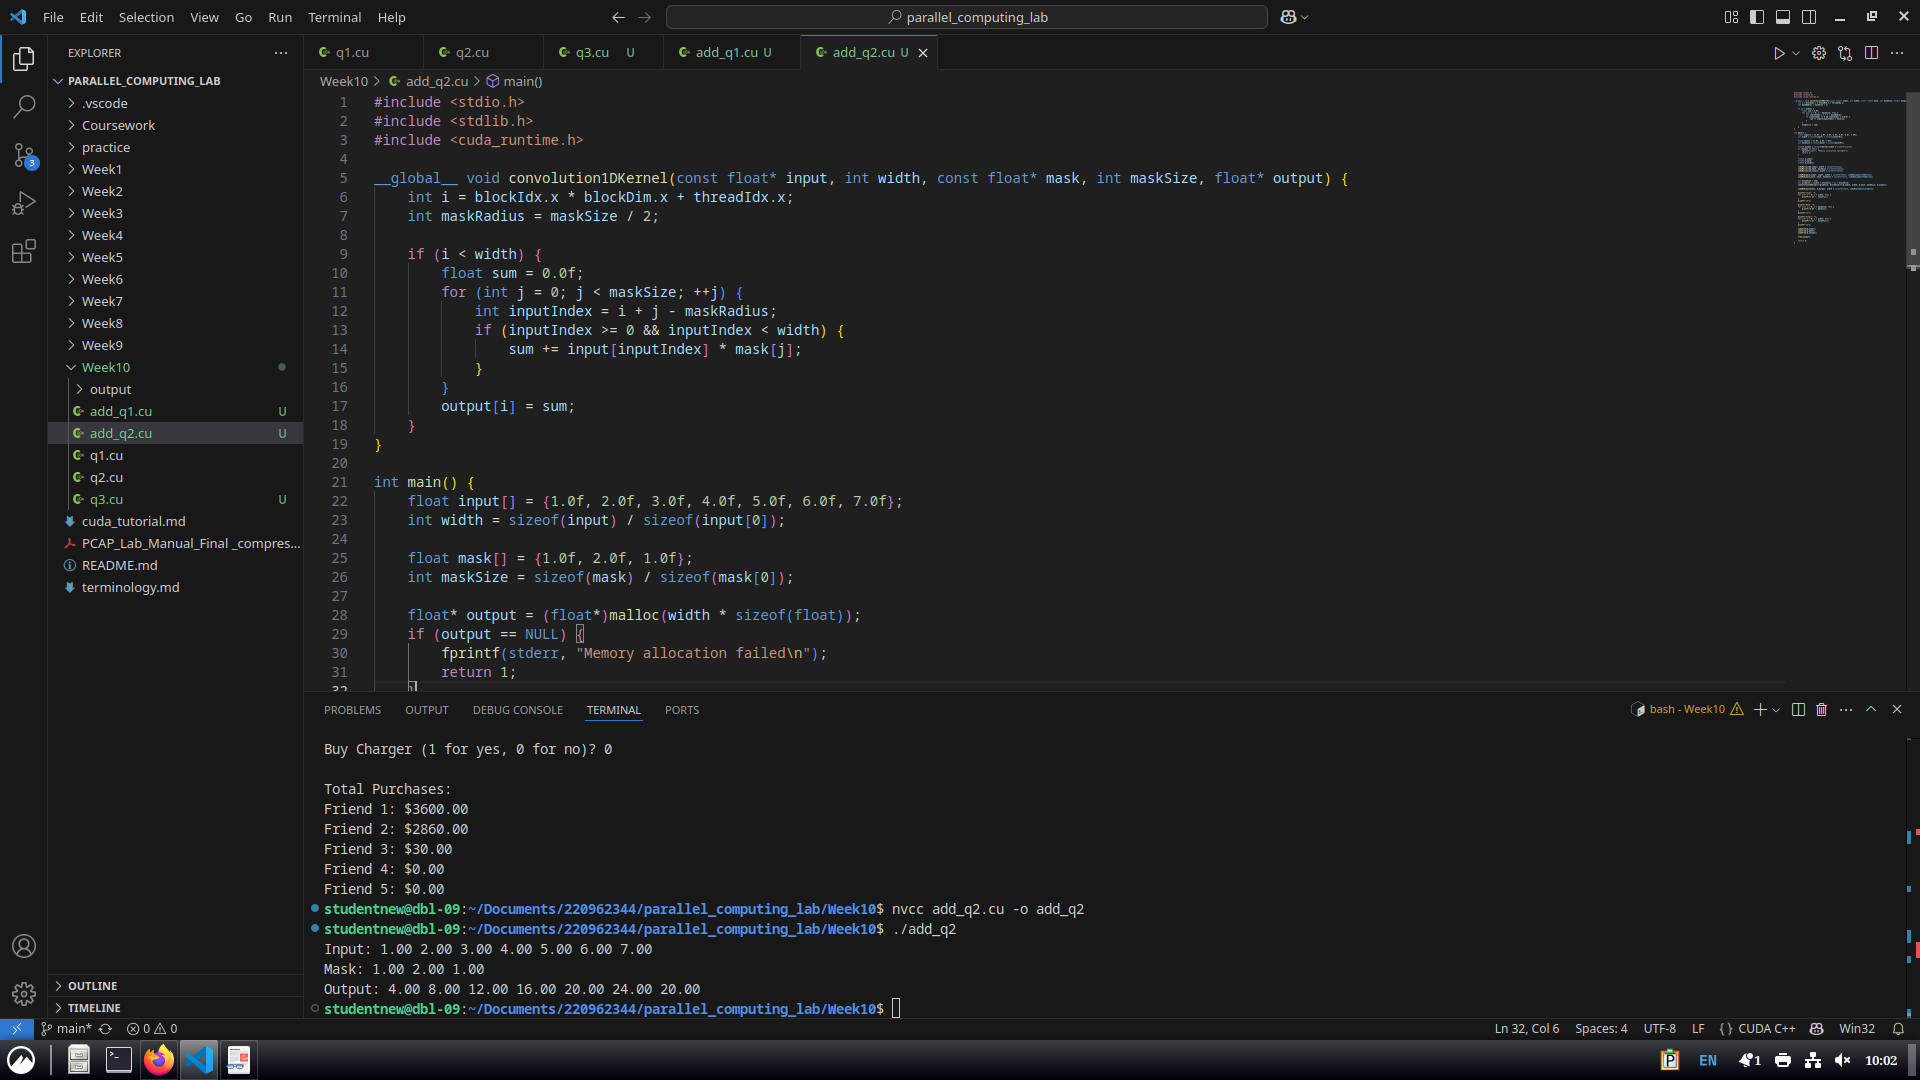 File Edit Selection View Go Run Terminal Help
parallel_computing_lab
EXPLORER
PARALLEL_COMPUTING_LAB
.vscode
Coursework
practice
Week1
Week2
Week3
Week4
Week5
Week6
Week7
Week8
Week9
Week10
output
add_q1.cu U
add_q2.cu U
q1.cu
q2.cu
q3.cu U
cuda_tutorial.md
PCAP_Lab_Manual_Final _compres...
README.md
terminology.md
OUTLINE
TIMELINE
3
q1.cu q2.cu q3.cu U add_q1.cu U add_q2.cu U
Week10 > add_q2.cu > main()
1 #include <stdio.h>
2 #include <stdlib.h>
3 #include <cuda_runtime.h>
4
5 __global__ void convolution1DKernel(const float* input, int width, const float* mask, int maskSize, float* output) {
6 int i = blockIdx.x * blockDim.x + threadIdx.x;
7 int maskRadius = maskSize / 2;
8
9 if (i < width) {
10 float sum = 0.0f;
11 for (int j = 0; j < maskSize; ++j) {
12 int inputIndex = i + j - maskRadius;
13 if (inputIndex >= 0 && inputIndex < width) {
14 sum += input[inputIndex] * mask[j];
15 }
16 }
17 output[i] = sum;
18 }
19 }
20
21 int main() {
22 float input[] = {1.0f, 2.0f, 3.0f, 4.0f, 5.0f, 6.0f, 7.0f};
23 int width = sizeof(input) / sizeof(input[0]);
24
25 float mask[] = {1.0f, 2.0f, 1.0f};
26 int maskSize = sizeof(mask) / sizeof(mask[0]);
27
28 float* output = (float*)malloc(width * sizeof(float));
29 if (output == NULL) {
30 fprintf(stderr, "Memory allocation failed\n");
31 return 1;
32 }
PROBLEMS OUTPUT DEBUG CONSOLE TERMINAL PORTS
bash - Week10
Buy Charger (1 for yes, 0 for no)? 0
Total Purchases:
Friend 1: $3600.00
Friend 2: $2860.00
Friend 3: $30.00
Friend 4: $0.00
Friend 5: $0.00
studentnew@dbl-09:~/Documents/220962344/parallel_computing_lab/Week10$ nvcc add_q2.cu -o add_q2
studentnew@dbl-09:~/Documents/220962344/parallel_computing_lab/Week10$ ./add_q2
Input: 1.00 2.00 3.00 4.00 5.00 6.00 7.00
Mask: 1.00 2.00 1.00
Output: 4.00 8.00 12.00 16.00 20.00 24.00 20.00
studentnew@dbl-09:~/Documents/220962344/parallel_computing_lab/Week10$
main* 0 0 Ln 32, Col 6 Spaces: 4 UTF-8 LF {} CUDA C++ Win32
EN 1 10:02